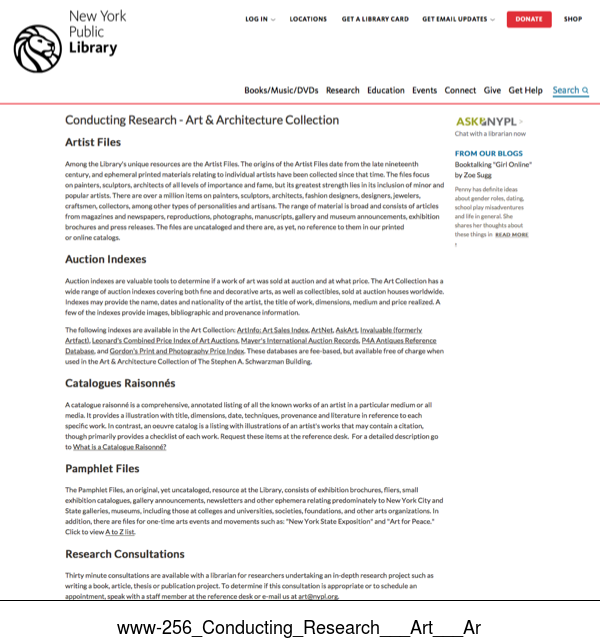 New York
Public
Library
LOG IN
LOCATIONS
GET A LIBRARY CARD
GET EMAIL UPDATES
DONATE
SHOP
Books/Music/DVDs Research Education Events Connect Give Get Help Search
Conducting Research - Art & Architecture Collection
Artist Files
Among the Library's unique resources are the Artist Files. The origins of the Artist Files date from the late nineteenth
century, and ephemeral printed materials relating to individual artists have been collected since that time. The files focus
on painters, sculptors, architects of all levels of importance and fame, but its greatest strength lies in its inclusion of minor and
popular artists. There are over a million items on painters, sculptors, architects, fashion designers, designers, jewelers,
craftsmen, collectors, among other types of personalities and artisans. The range of material is broad and consists of articles
from magazines and newspapers, reproductions, photographs, manuscripts, gallery and museum announcements, exhibition
brochures and press releases. The files are uncataloged and there are, as yet, no reference to them in our printed
or online catalogs.
Auction Indexes
Auction indexes are valuable tools to determine if a work of art was sold at auction and at what price. The Art Collection has a
wide range of auction indexes covering both fine and decorative arts, as well as collectibles, sold at auction houses worldwide.
Indexes may provide the name, dates and nationality of the artist, the title of work, dimensions, medium and price realized. A
few of the indexes provide images, bibliographic and provenance information.
The following indexes are available in the Art Collection: ArtInfo: Art Sales Index, ArtNet, AskArt, Invaluable (formerly
Artfact), Leonard's Combined Price Index of Art Auctions, Mayer's International Auction Records, P4A Antiques Reference
Database, and Gordon's Print and Photography Price Index. These databases are fee-based, but available free of charge when
used in the Art & Architecture Collection of The Stephen A. Schwarzman Building.
Catalogues Raisonnés
A catalogue raisonné is a comprehensive, annotated listing of all the known works of an artist in a particular medium or all
media. It provides a illustration with title, dimensions, date, techniques, provenance and literature in reference to each
specific work. In contrast, an oeuvre catalog is a listing with illustrations of an artist's works that may contain a citation,
though primarily provides a checklist of each work. Request these items at the reference desk. For a detailed description go
to What is a Catalogue Raisonné?
Pamphlet Files
The Pamphlet Files, an original, yet uncataloged, resource at the Library, consists of exhibition brochures, fliers, small
exhibition catalogues, gallery announcements, newsletters and other ephemera relating predominately to New York City and
State galleries, museums, including those at colleges and universities, societies, foundations, and other arts organizations. In
addition, there are files for one-time arts events and movements such as: "New York State Exposition" and "Art for Peace."
Click to view A to Z list.
Research Consultations
Thirty minute consultations are available with a librarian for researchers undertaking an in-depth research project such as
writing a book, article, thesis or publication project. To determine if this consultation is appropriate or to schedule an
appointment, speak with a staff member at the reference desk or e-mail us at art@nypl.org.
ASK NYPL
Chat with a librarian now
FROM OUR BLOGS
Booktalking "Girl Online"
by Zoe Sugg
Penny has definite ideas
about gender roles, dating,
school play misadventures
and life in general. She
shares her thoughts about
these things in READ MORE
www-256_Conducting_Research___Art___Ar